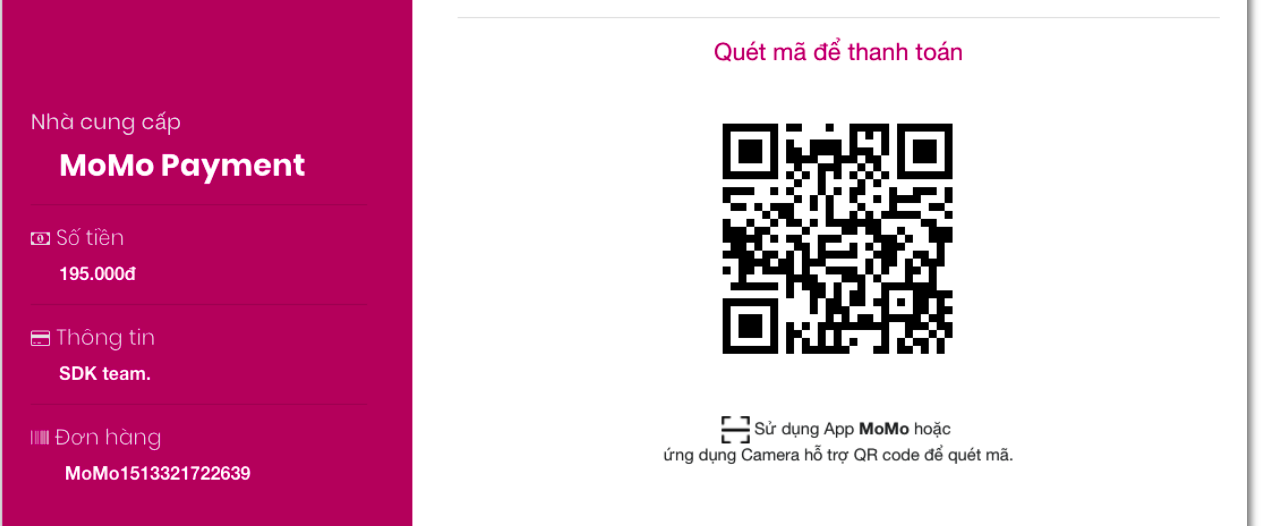 Nhà cung cấp
MoMo Payment
Số tiền
195.000đ
Thông tin
SDK team.
Đơn hàng
MoMo1513321722639
Quét mã để thanh toán
Sử dụng App MoMo hoặc
ứng dụng Camera hỗ trợ QR code để quét mã.